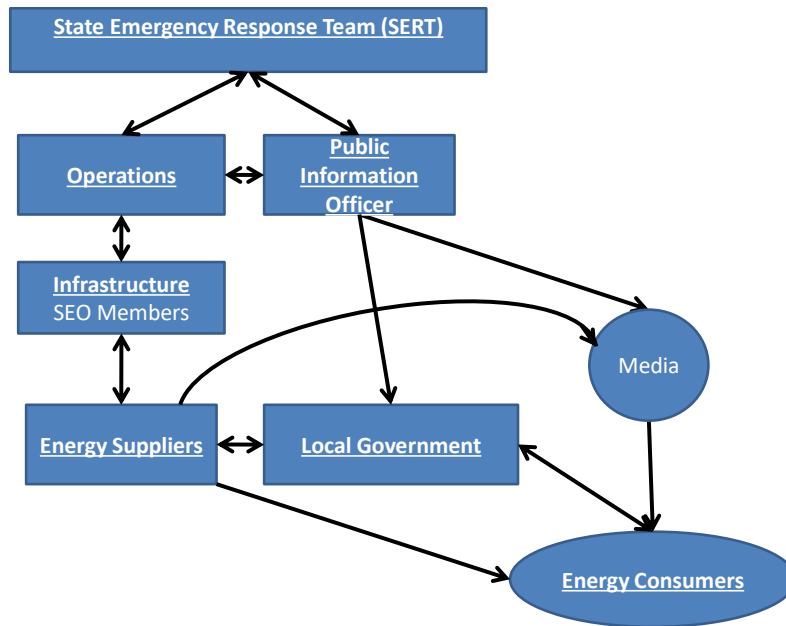 State Emergency Response Team (SERT)
Operations
Public
Information
Officer
Infrastructure
SEO Members
Media
Energy Suppliers
Local Government
Energy Consumers